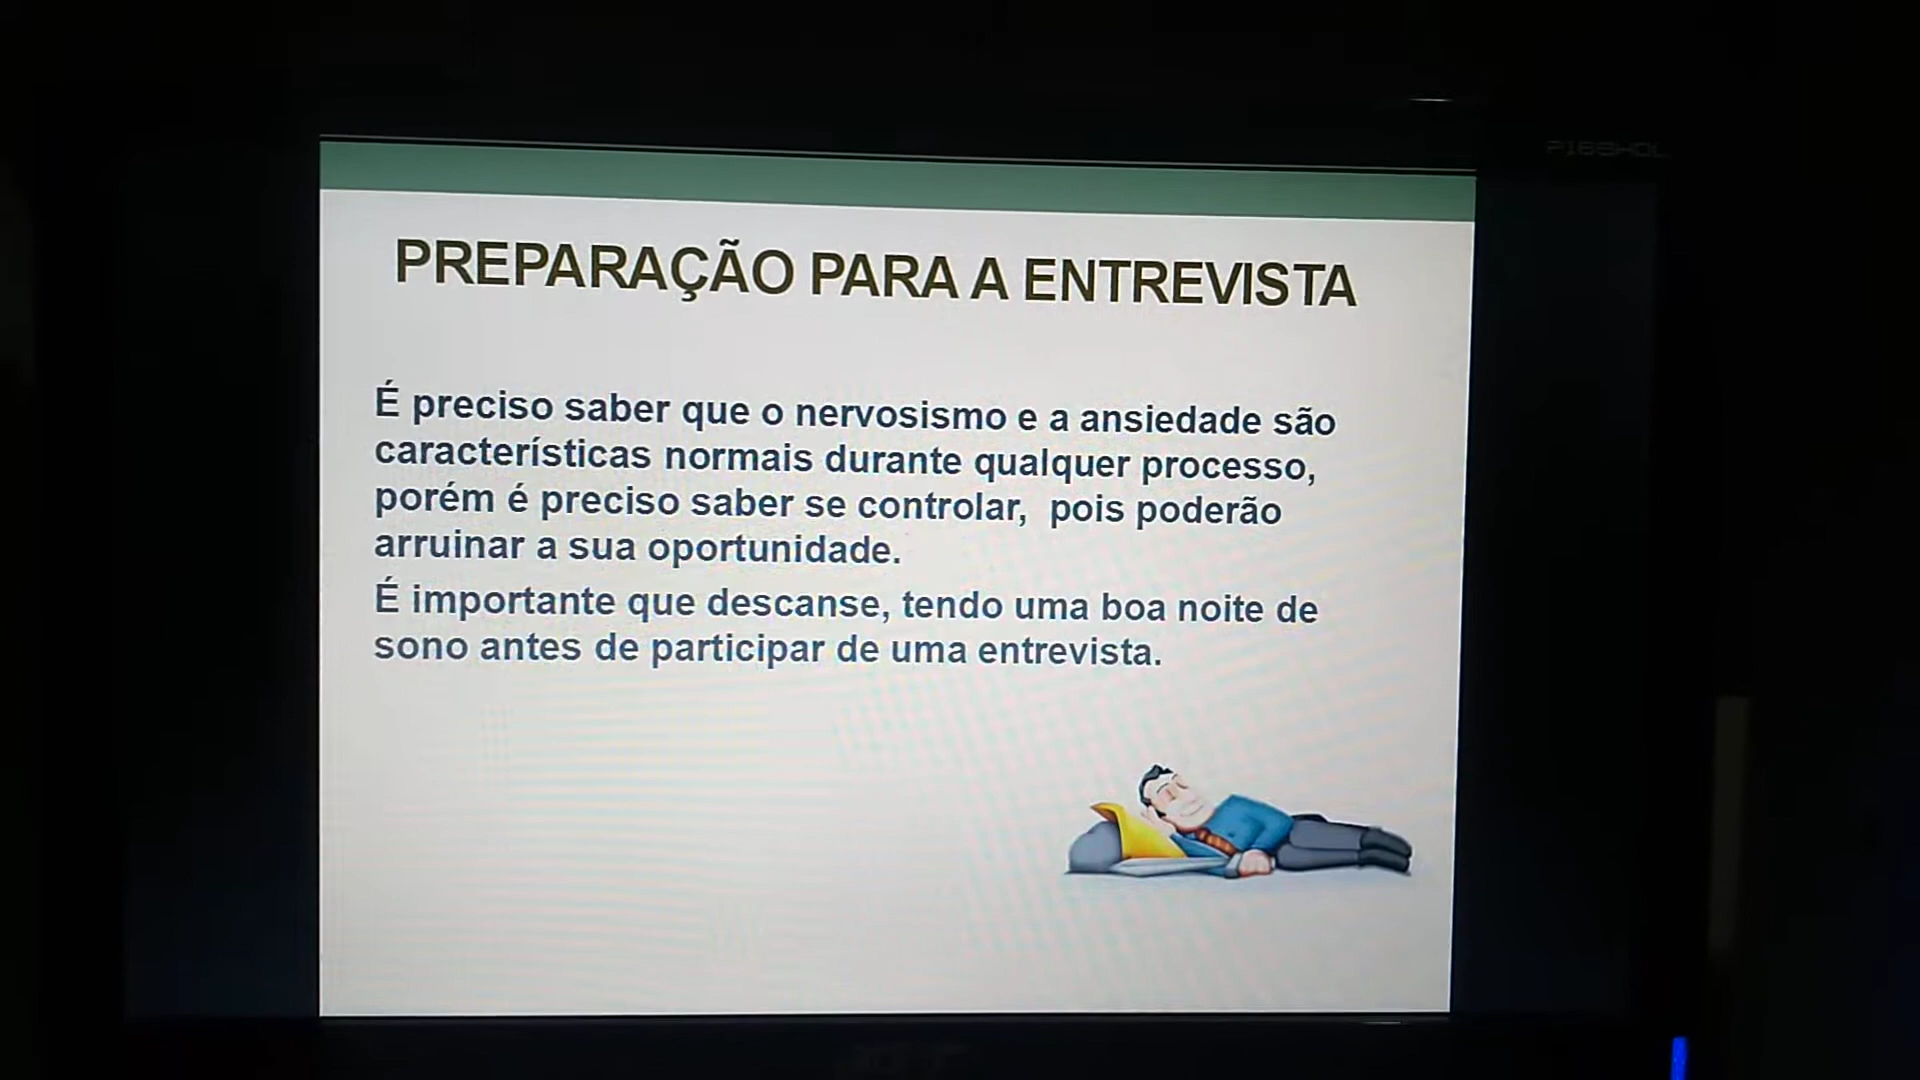 PREPARAÇÃO PARA A ENTREVISTA
É preciso saber que o nervosismo e a ansiedade são
características normais durante qualquer processo,
porém é preciso saber se controlar, pois poderão
arruinar a sua oportunidade.
É importante que descanse, tendo uma boa noite de
sono antes de participar de uma entrevista.